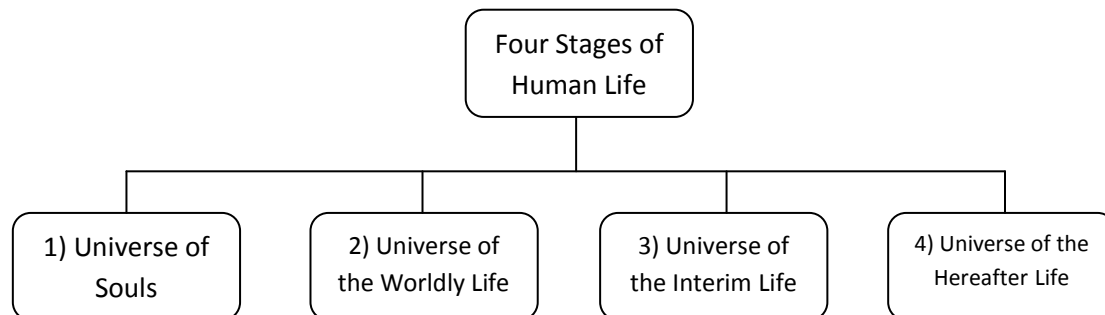 Four Stages of
Human Life
1) Universe of
Souls
2) Universe of
the Worldly Life
3) Universe of
the Interim Life
4) Universe of the
Hereafter Life